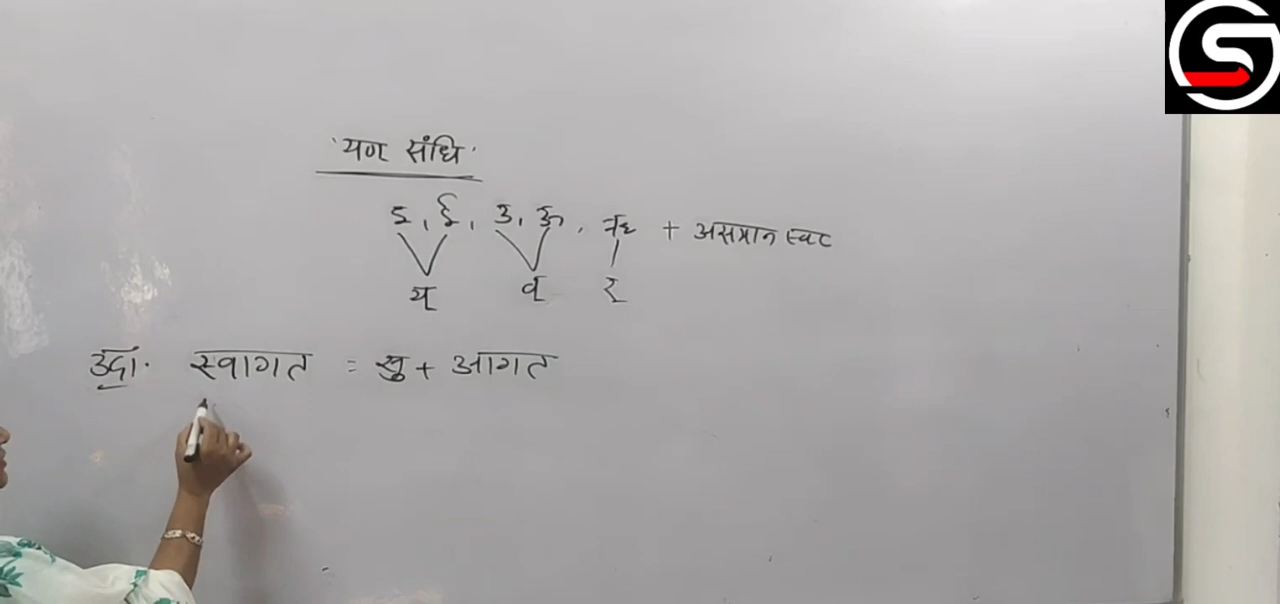 'यण संधि'
इ, ई, उ, ऊ, ऋ + असमान स्वर
य् व् र्
उदा. स्वागत = सु + आगत